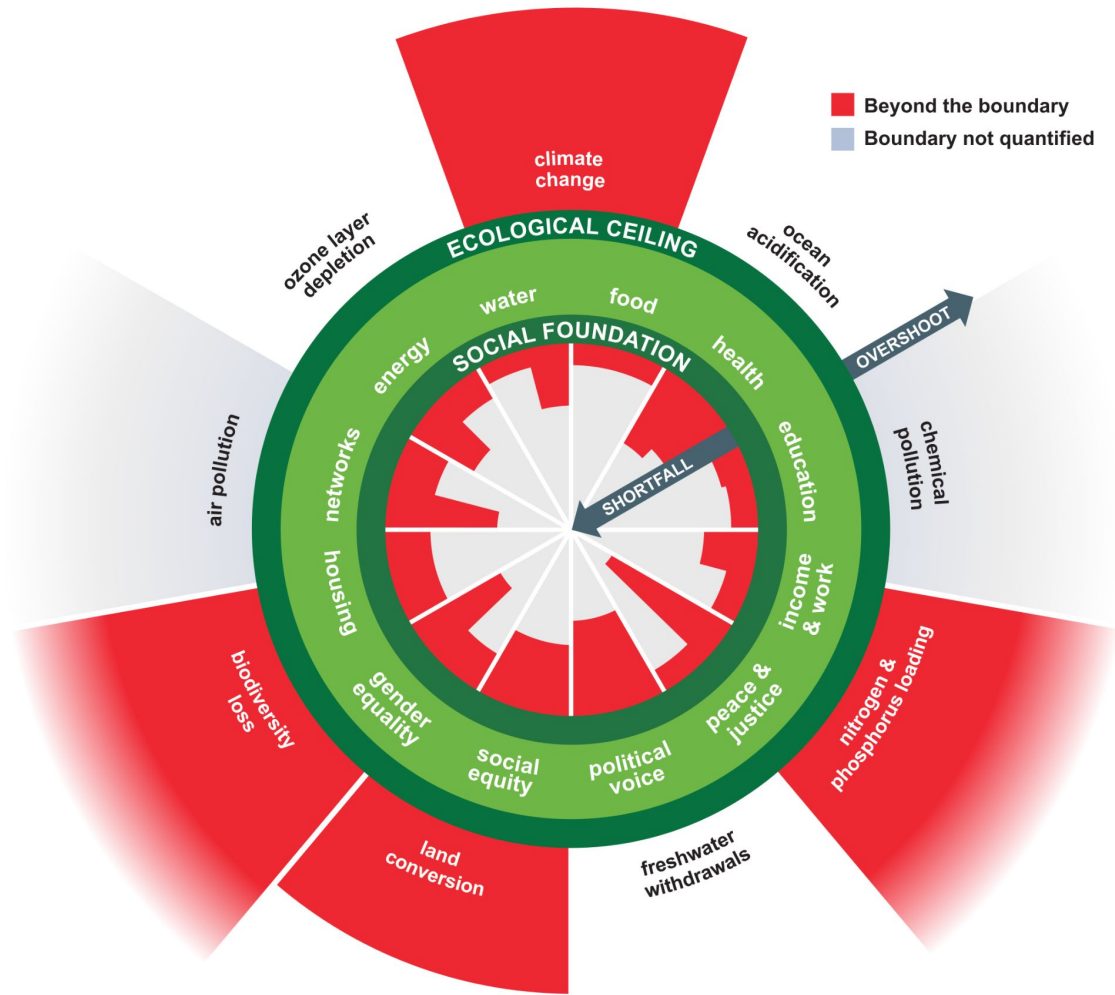 Beyond the boundary
Boundary not quantified
climate
change
ozone layer
depletion
ocean
acidification
ECOLOGICAL CEILING
OVERSHOOT
water
food
energy
health
SOCIAL FOUNDATION
SHORTFALL
networks
education
air pollution
chemical
pollution
housing
income
& work
gender
equality
peace &
justice
social
equity
political
voice
biodiversity
loss
nitrogen &
phosphorus loading
land
conversion
freshwater
withdrawals